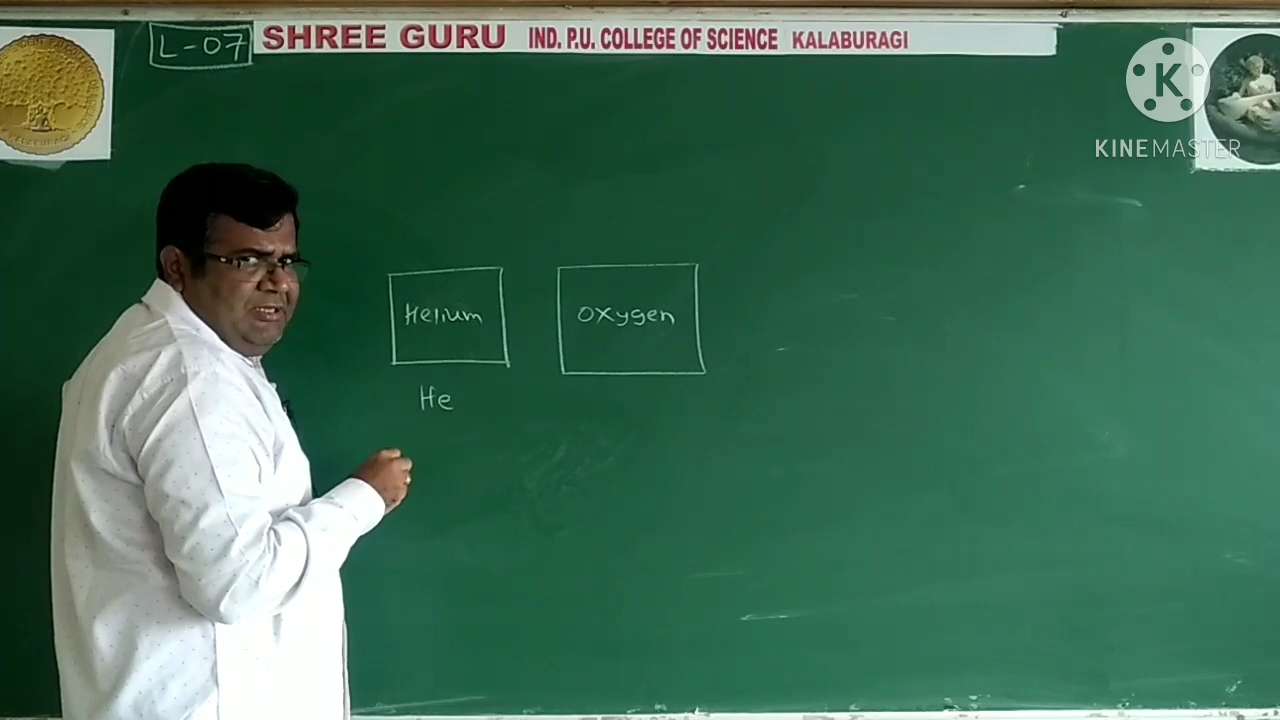 L-07
SHREE GURU IND. P.U. COLLEGE OF SCIENCE KALABURAGI
K
KINEMASTER
Helium
Oxygen
He